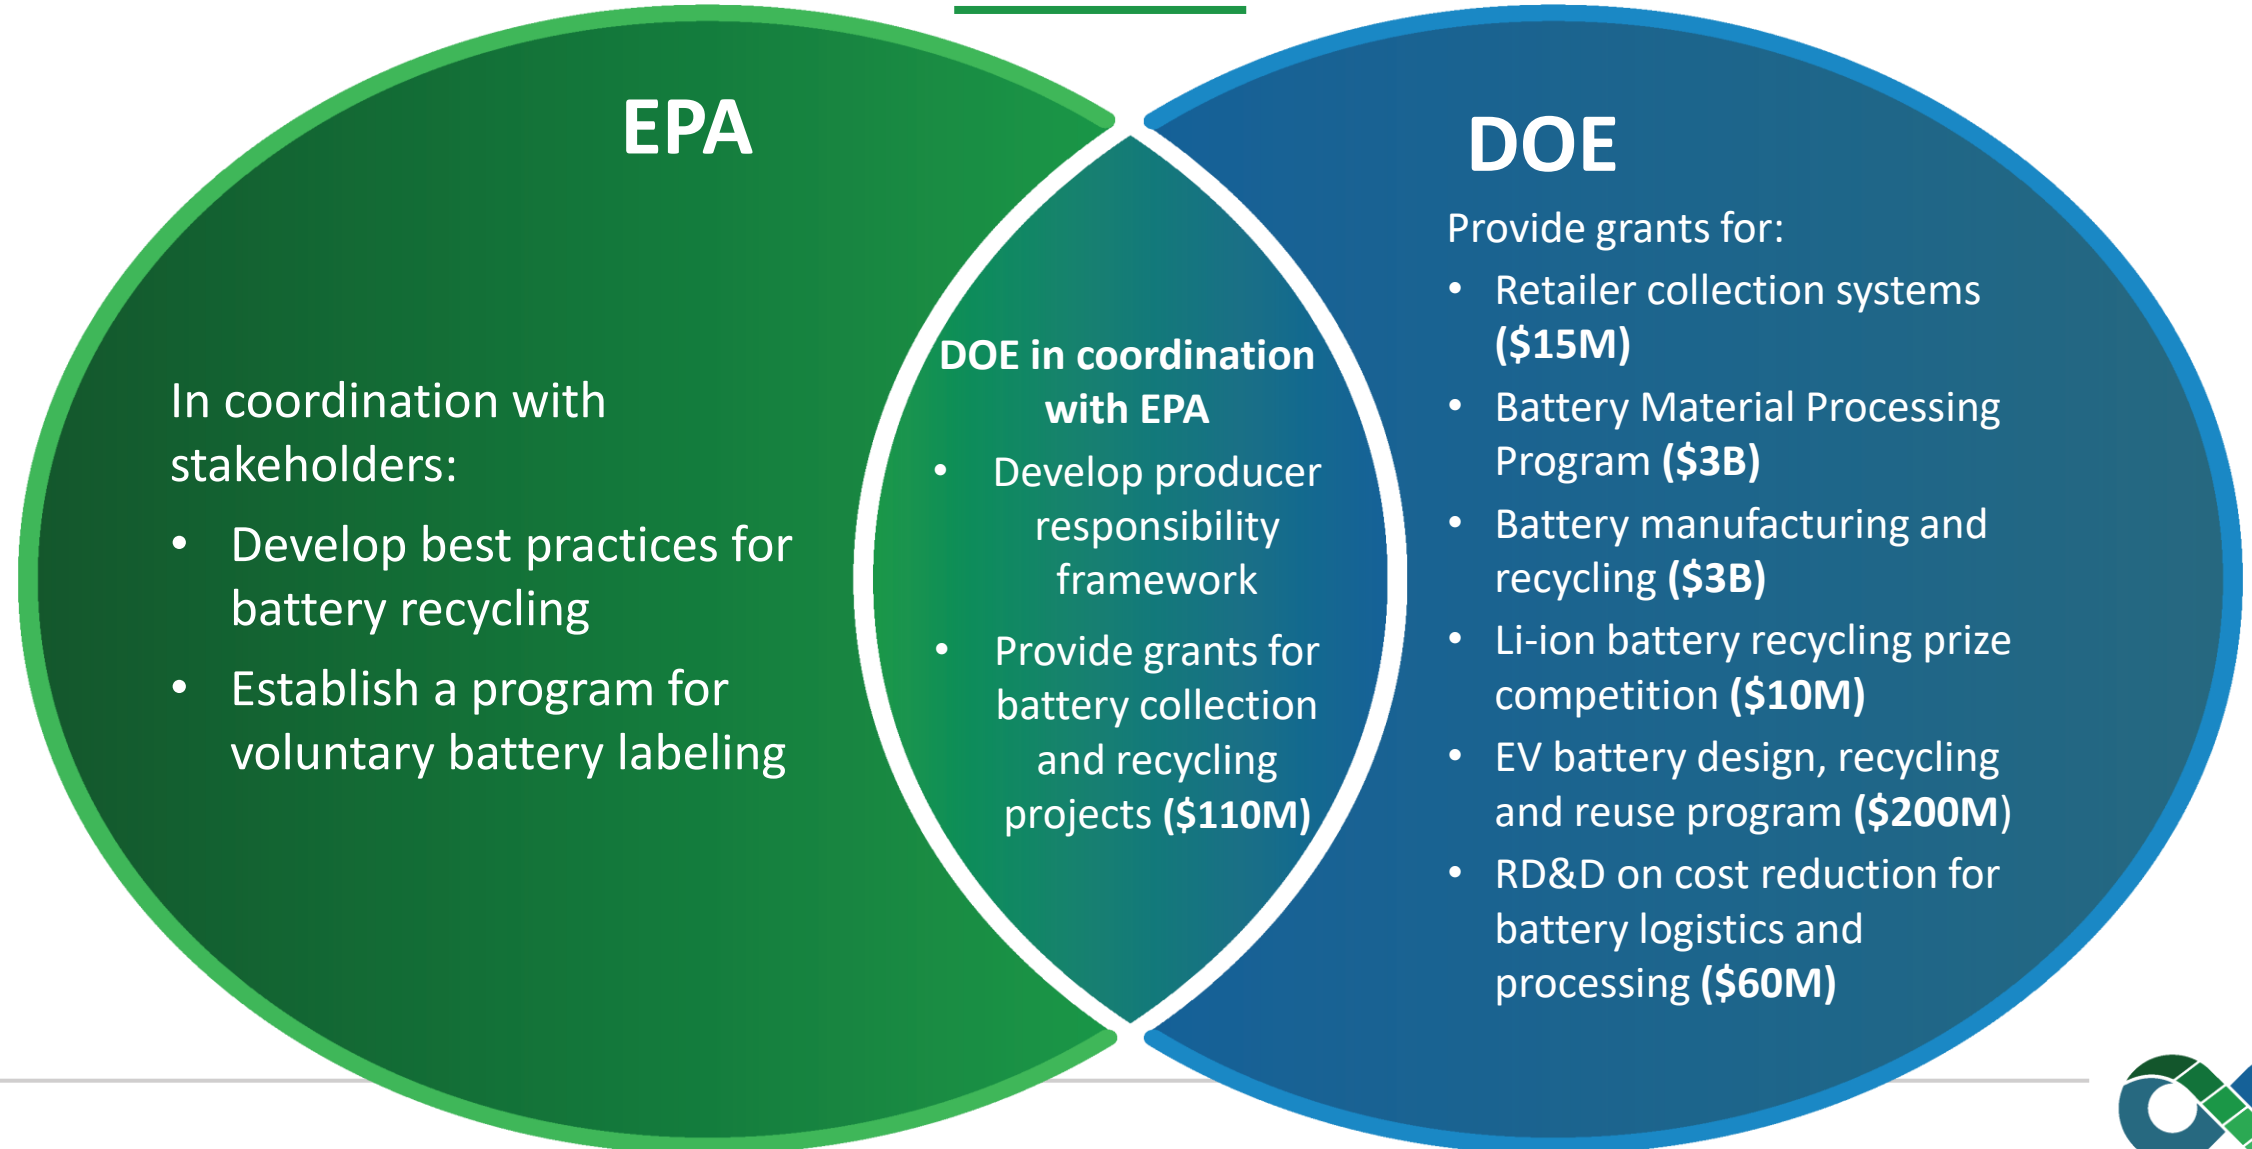 EPA
In coordination with
stakeholders:
• Develop best practices for
battery recycling
• Establish a program for
voluntary battery labeling
DOE in coordination
with EPA
• Develop producer
responsibility
framework
• Provide grants for
battery collection
and recycling
projects ($110M)
DOE
Provide grants for:
• Retailer collection systems
($15M)
• Battery Material Processing
Program ($3B)
• Battery manufacturing and
recycling ($3B)
• Li-ion battery recycling prize
competition ($10M)
• EV battery design, recycling
and reuse program ($200M)
• RD&D on cost reduction for
battery logistics and
processing ($60M)